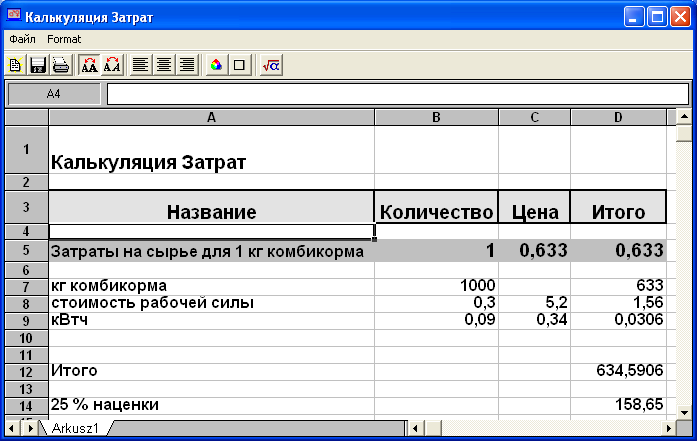 Калькуляция Затрат
Файл Format
A4
A B C D
1 Калькуляция Затрат
2
3 Название Количество Цена Итого
4
5 Затраты на сырье для 1 кг комбикорма 1 0,633 0,633
6
7 кг комбикорма 1000 633
8 стоимость рабочей силы 0,3 5,2 1,56
9 кВтч 0,09 0,34 0,0306
10
11
12 Итого 634,5906
13
14 25 % наценки 158,65
Arkusz1